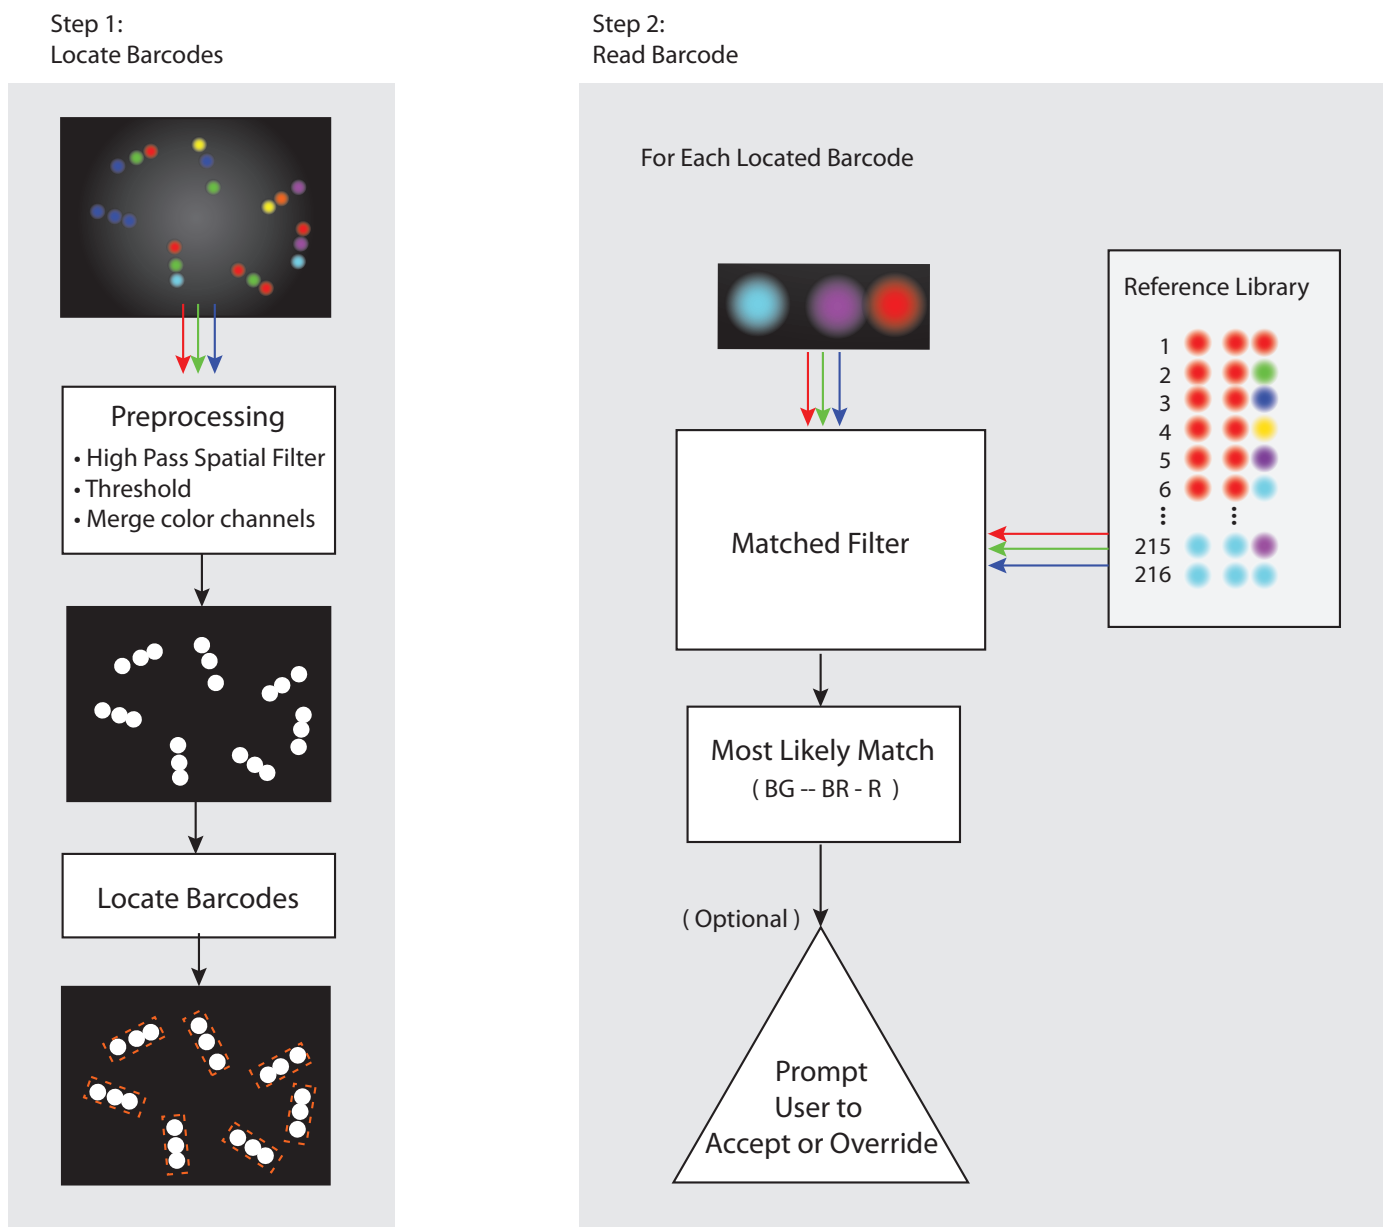 Step 1:
Locate Barcodes
Preprocessing
• High Pass Spatial Filter
• Threshold
• Merge color channels
Locate Barcodes
Step 2:
Read Barcode
For Each Located Barcode
Reference Library
1
2
3
4
5
6
⋮ ⋮
215
216
Matched Filter
Most Likely Match
( BG -- BR - R )
( Optional )
Prompt
User to
Accept or Override